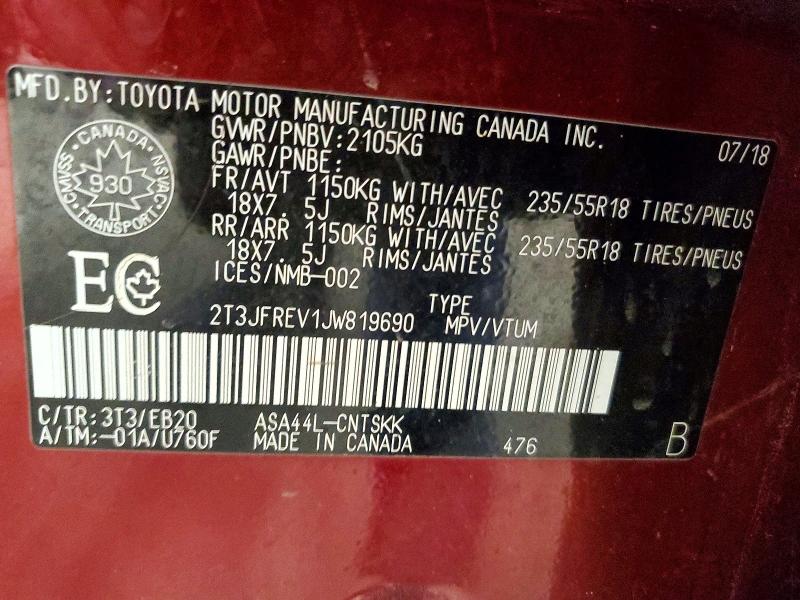 MFD.BY:TOYOTA MOTOR MANUFACTURING CANADA INC.
07/18
GVWR/PNBV:2105KG
GAWR/PNBE:
FR/AVT 1150KG WITH/AVEC 235/55R18 TIRES/PNEUS
18X7. 5J RIMS/JANTES
RR/ARR 1150KG WITH/AVEC 235/55R18 TIRES/PNEUS
18X7. 5J RIMS/JANTES
ICES/NMB-002
CANADA
CMVSS NSVAC
930
TRANSPORT
EC
TYPE
2T3JFREV1JW819690 MPV/VTUM
C/TR:3T3/EB20 ASA44L-CNTSKK
A/TM:-01A/U760F MADE IN CANADA 476 B